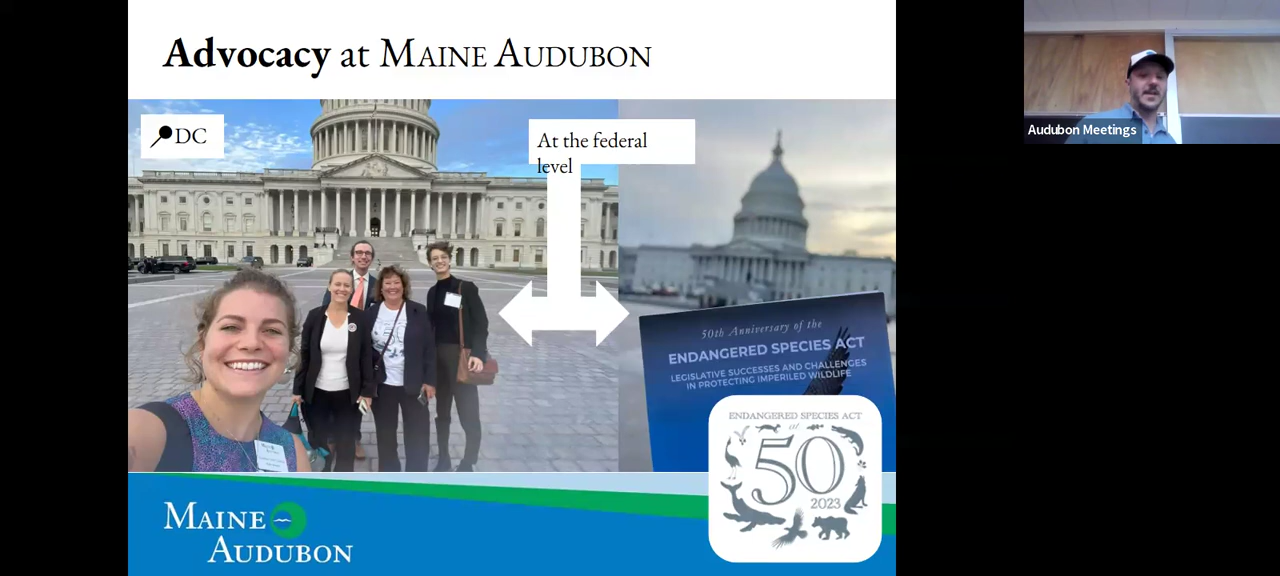 Advocacy at MAINE AUDUBON
DC
At the federal
level
50th Anniversary of the
ENDANGERED SPECIES ACT
LEGISLATIVE SUCCESSES AND CHALLENGES
IN PROTECTING IMPERILED WILDLIFE
ENDANGERED SPECIES ACT
at
50
2023
MAINE
AUDUBON
Audubon Meetings